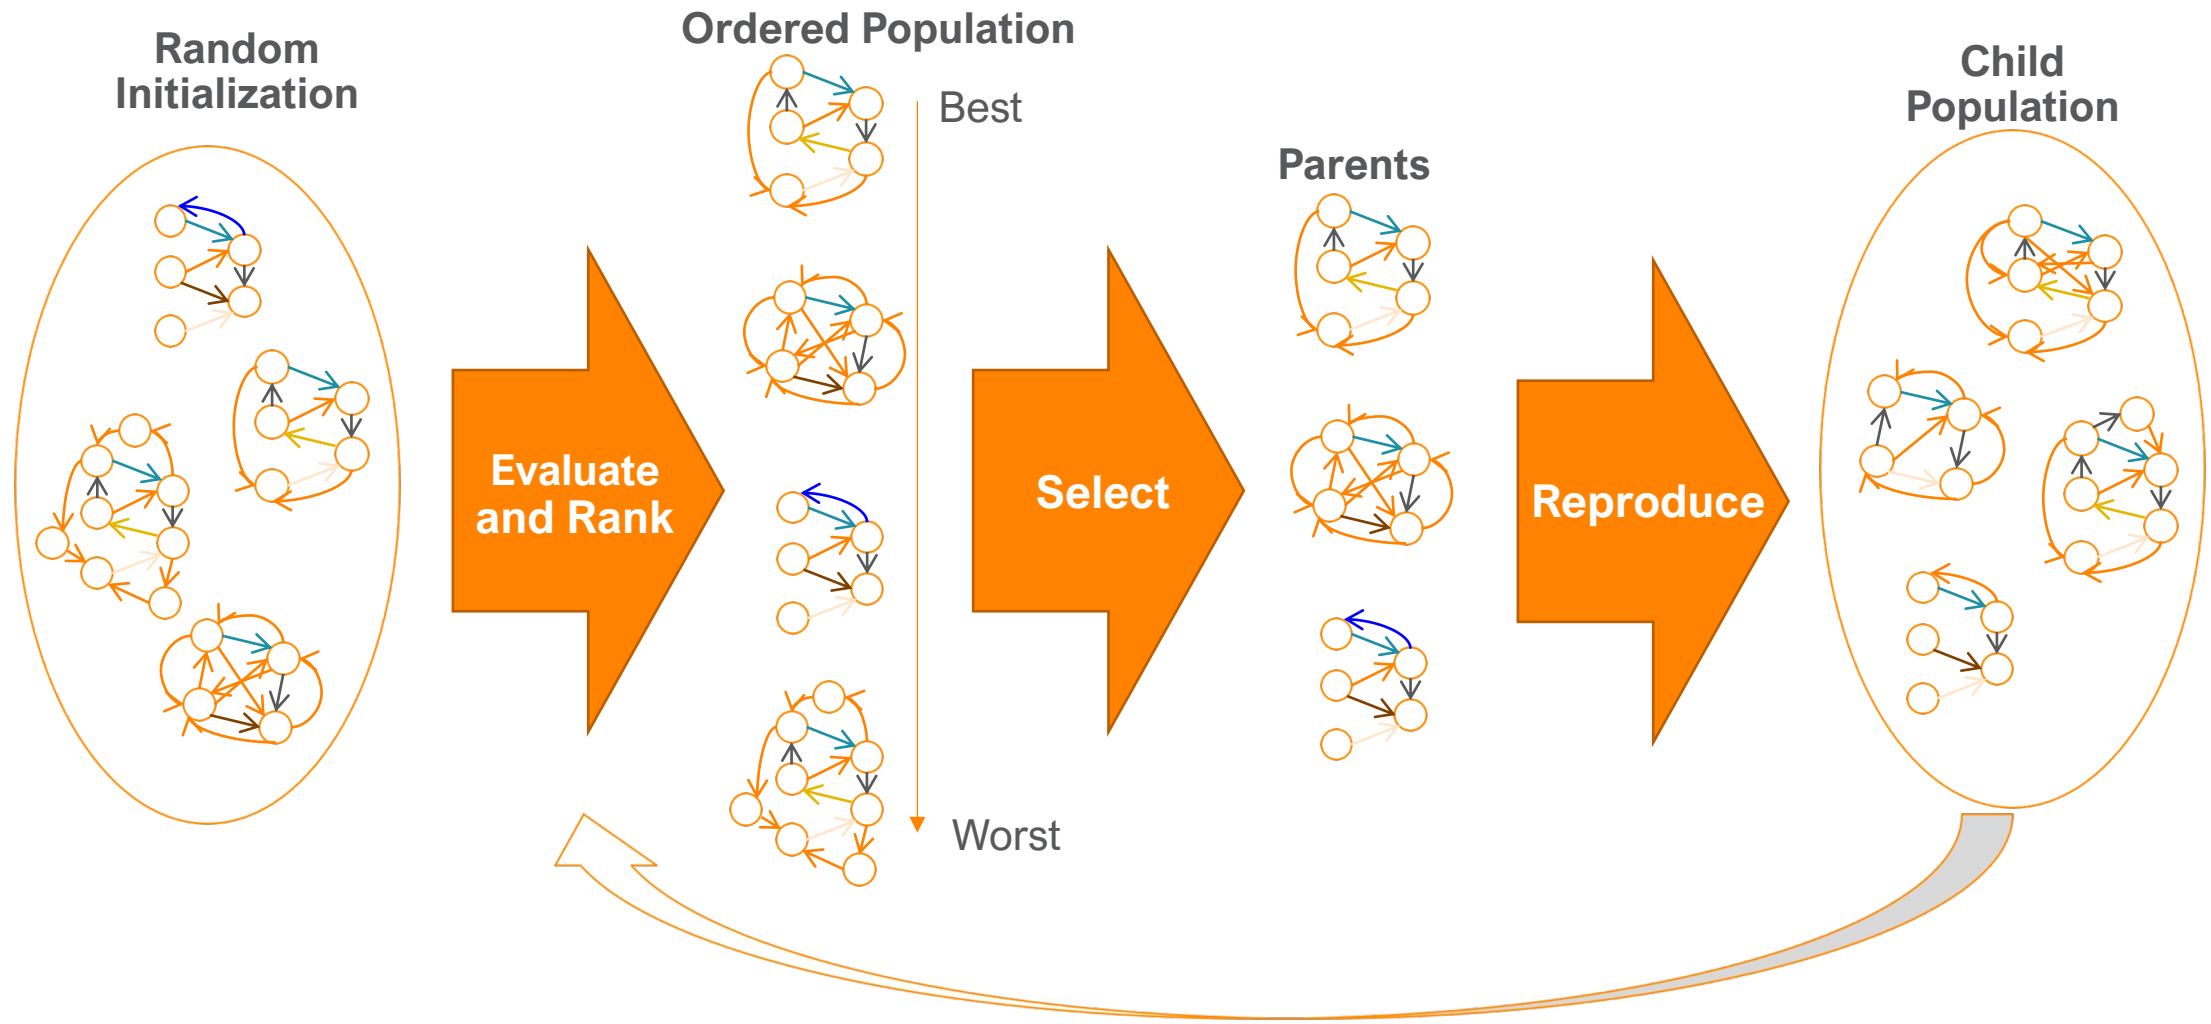 Random
Initialization
Ordered Population
Best
Worst
Parents
Child
Population
Evaluate
and Rank
Select
Reproduce